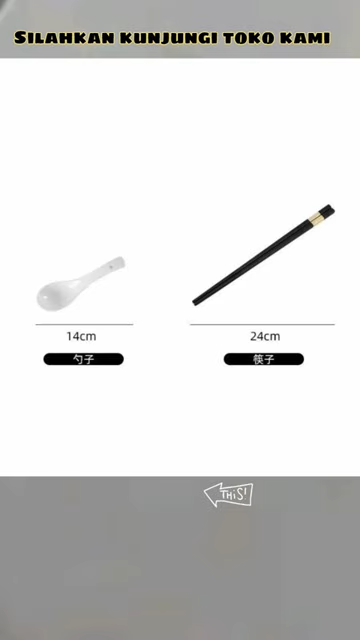 Silahkan kunjungi toko kami
14cm
24cm
勺子
筷子
THIS!